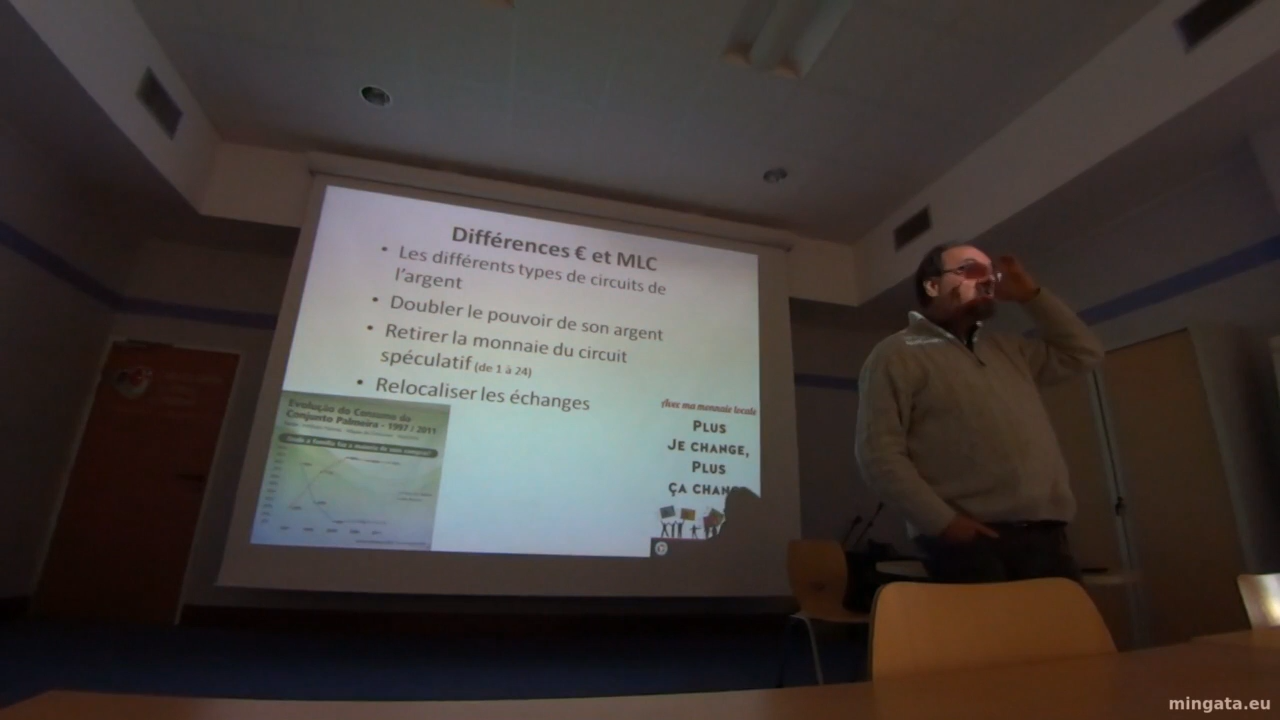 Différences € et MLC
• Les différents types de circuits de
l'argent
• Doubler le pouvoir de son argent
• Retirer la monnaie du circuit
spéculatif (de 1 à 24)
• Relocaliser les échanges
Evolução do Consumo do
Conjunto Palmeira - 1997 / 2011
Avec ma monnaie locale
PLUS
JE CHANGE,
PLUS
ÇA CHANGE
mingata.eu